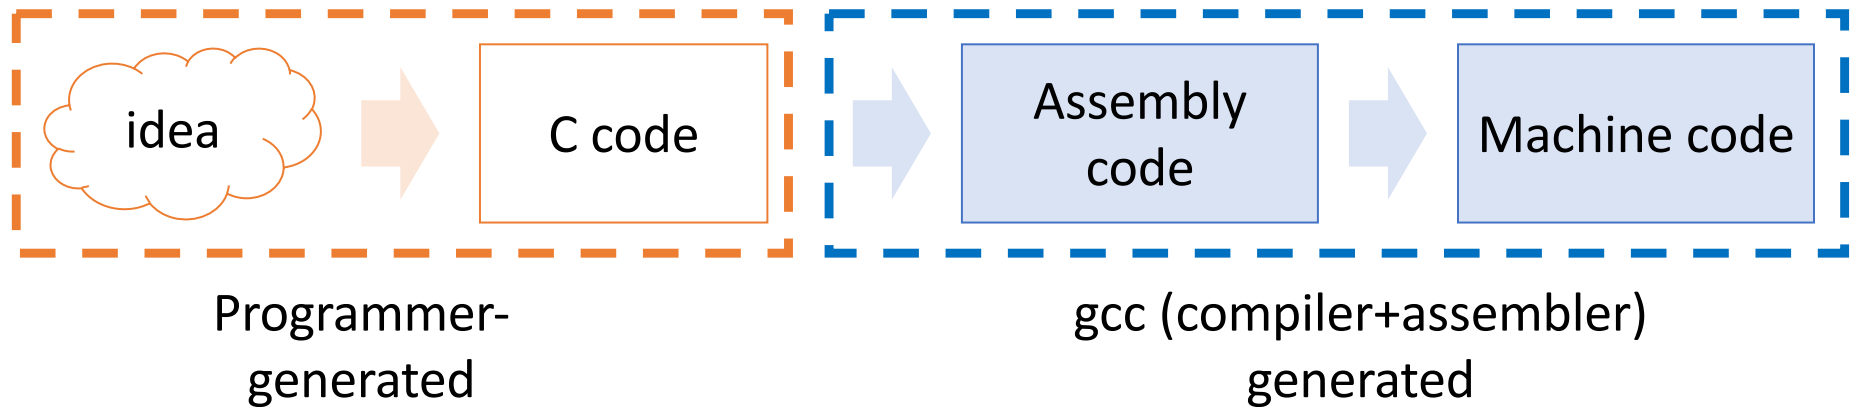 idea
C code
Assembly
code
Machine code
Programmer-
generated
gcc (compiler+assembler)
generated